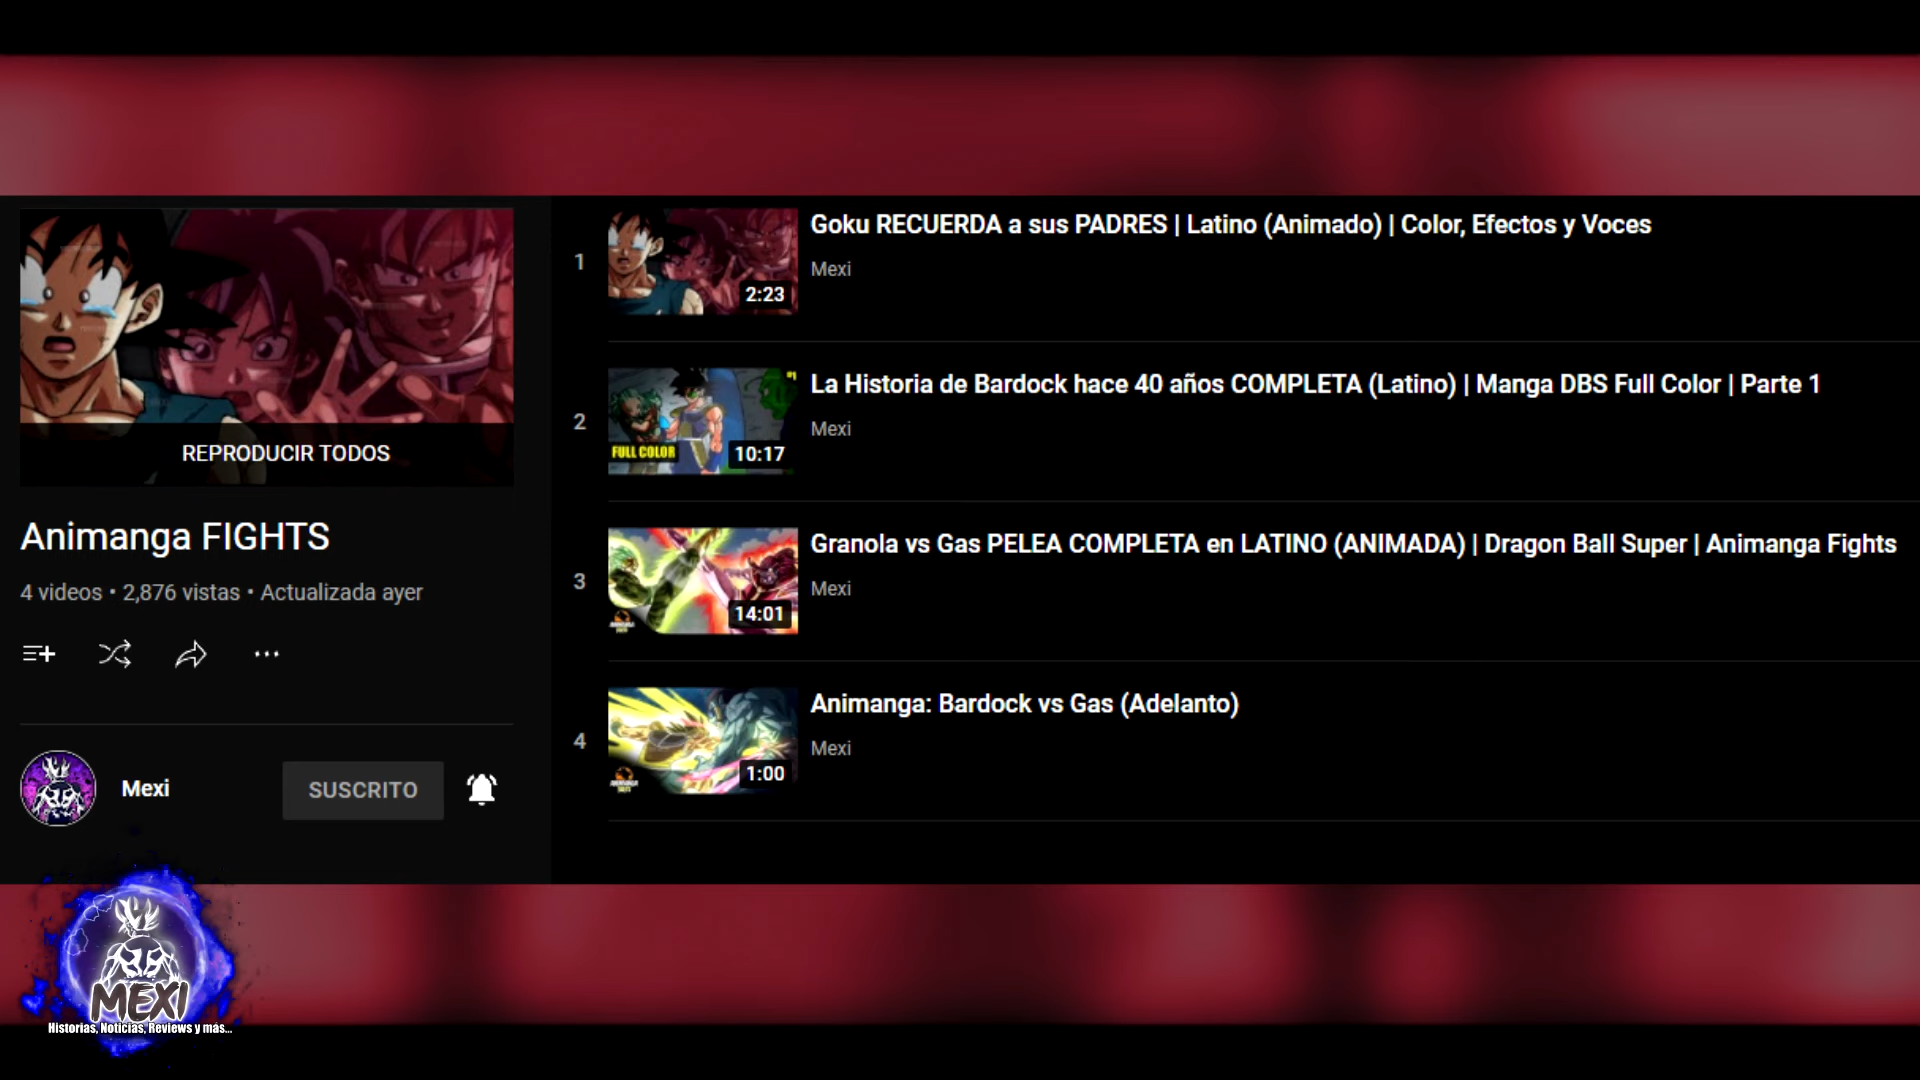 REPRODUCIR TODOS
Animanga FIGHTS
4 videos • 2,876 vistas • Actualizada ayer
Mexi
SUSCRITO
1
2:23
Goku RECUERDA a sus PADRES | Latino (Animado) | Color, Efectos y Voces
Mexi
2
#1
FULL COLOR
10:17
La Historia de Bardock hace 40 años COMPLETA (Latino) | Manga DBS Full Color | Parte 1
Mexi
3
14:01
Granola vs Gas PELEA COMPLETA en LATINO (ANIMADA) | Dragon Ball Super | Animanga Fights
Mexi
4
1:00
Animanga: Bardock vs Gas (Adelanto)
Mexi
MEXI
Historias, Noticias, Reviews y más...